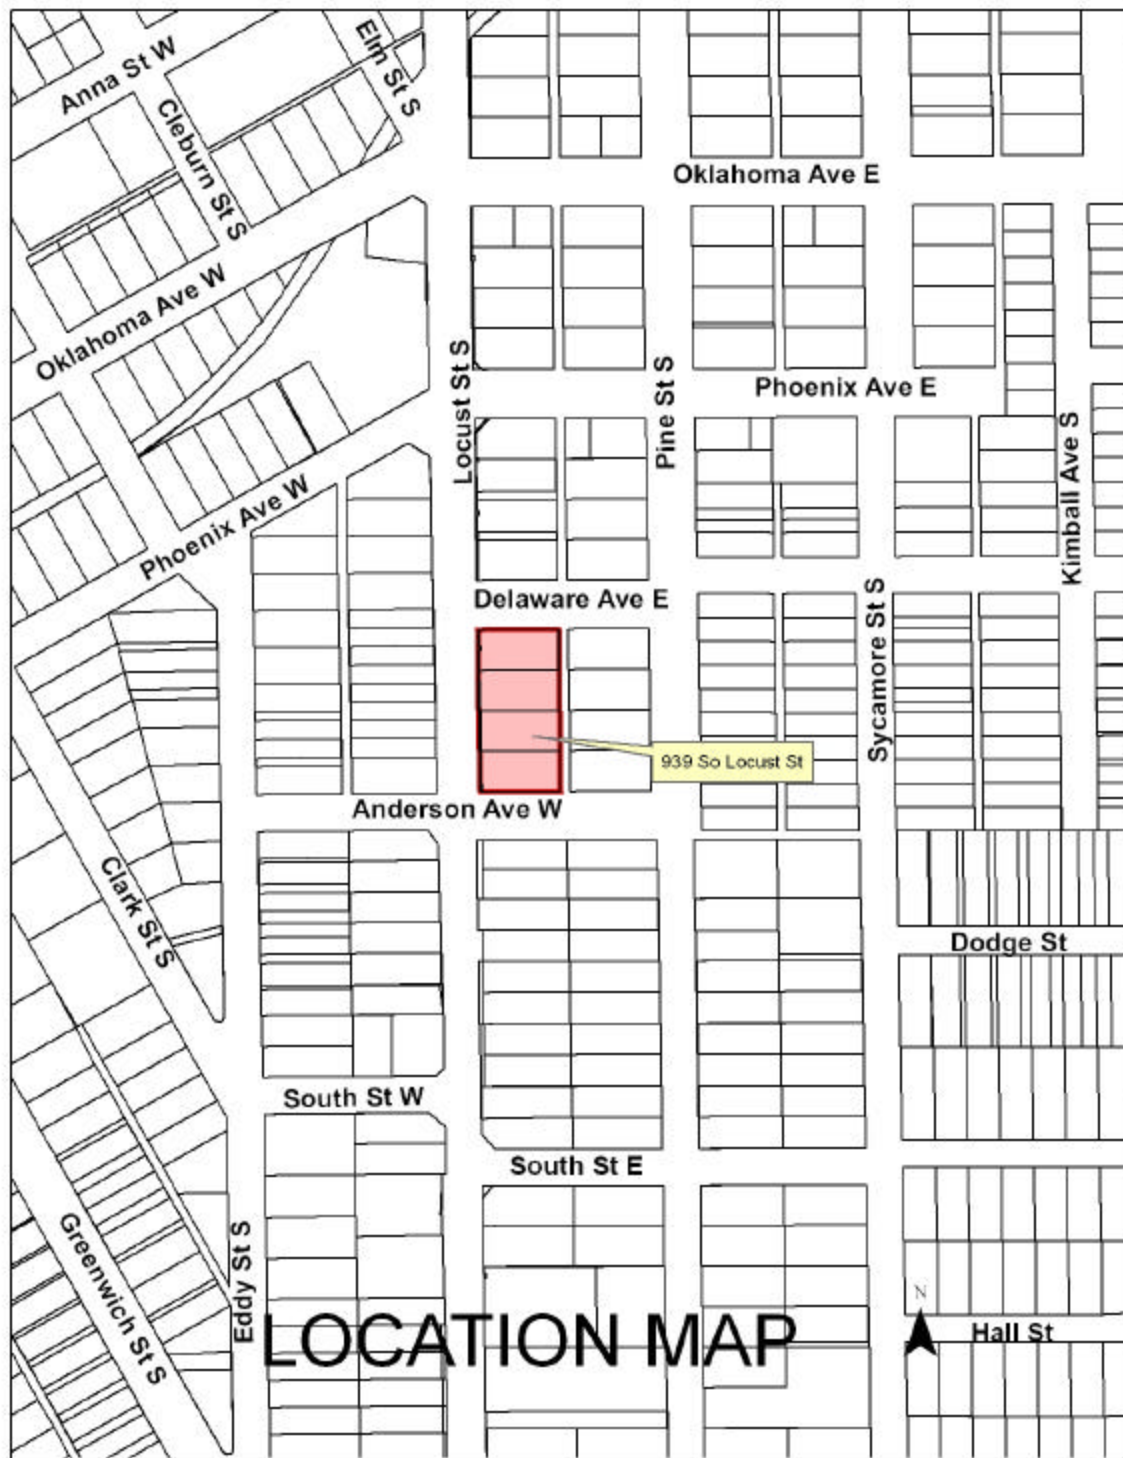 Anna St W
Elm St S
Cleburn St S
Oklahoma Ave E
Oklahoma Ave W
Locust St S
Pine St S
Phoenix Ave E
Kimball Ave S
Phoenix Ave W
Delaware Ave E
Sycamore St S
939 So Locust St
Anderson Ave W
Clark St S
Dodge St
South St W
South St E
Greenwich St S
Eddy St S
N
Hall St
LOCATION MAP